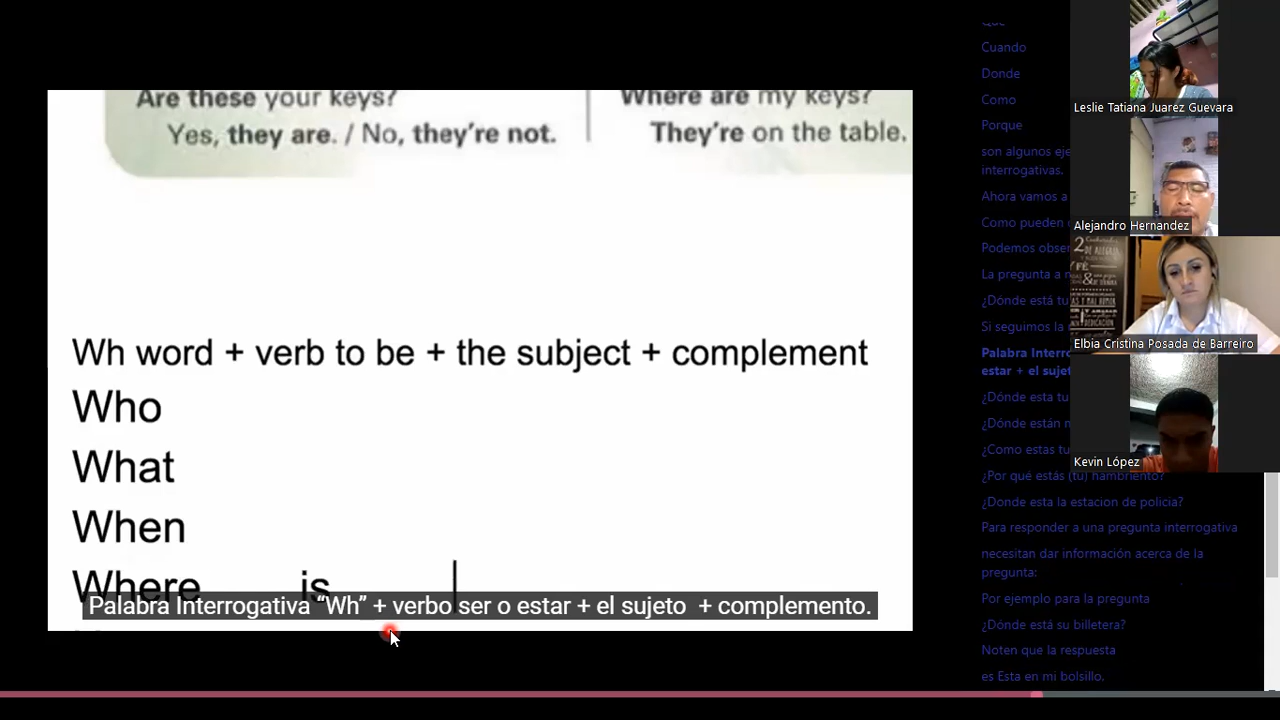 Are these your keys?
Yes, they are. / No, they're not.
Where are my keys?
They're on the table.
Wh word + verb to be + the subject + complement
Who
What
When
Where is
Palabra Interrogativa “Wh” + verbo ser o estar + el sujeto + complemento.
Que
Cuando
Donde
Como
Porque
son algunos
interrogativas.
Ahora vamos a
Como pueden
Podemos
La pregunta a
¿Dónde está
Si seguimos la
Palabra
estar + el
¿Dónde esta
¿Dónde están
¿Como estas
¿Por qué estás (tu) hambriento?
¿Donde esta la estacion de policia?
Para responder a una pregunta interrogativa
necesitan dar información acerca de la
pregunta:
Por ejemplo para la pregunta
¿Dónde está su billetera?
Noten que la respuesta
es Esta en mi bolsillo.
Leslie Tatiana Juarez Guevara
Alejandro Hernandez
Elbia Cristina Posada de Barreiro
Kevin López